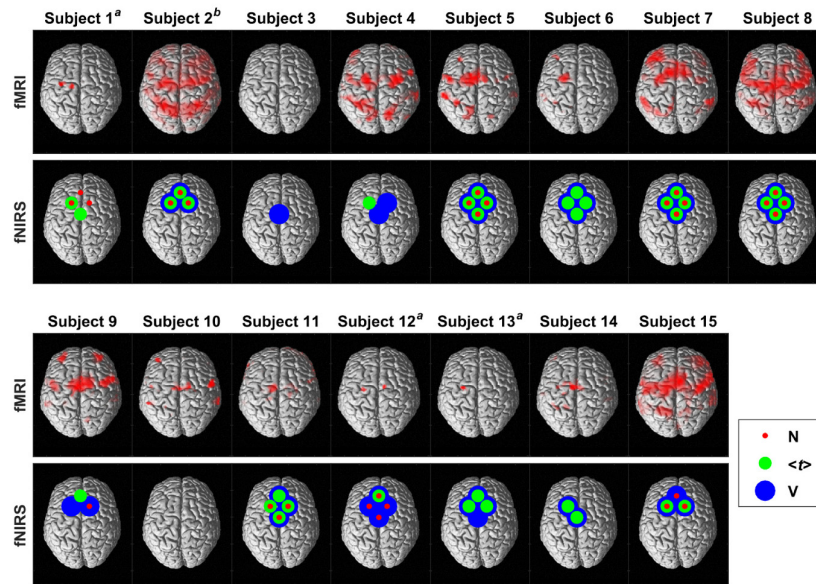 Subject 1a Subject 2b Subject 3 Subject 4 Subject 5 Subject 6 Subject 7 Subject 8
fMRI
fNIRS
Subject 9 Subject 10 Subject 11 Subject 12a Subject 13a Subject 14 Subject 15
fMRI
fNIRS
N
<t>
V